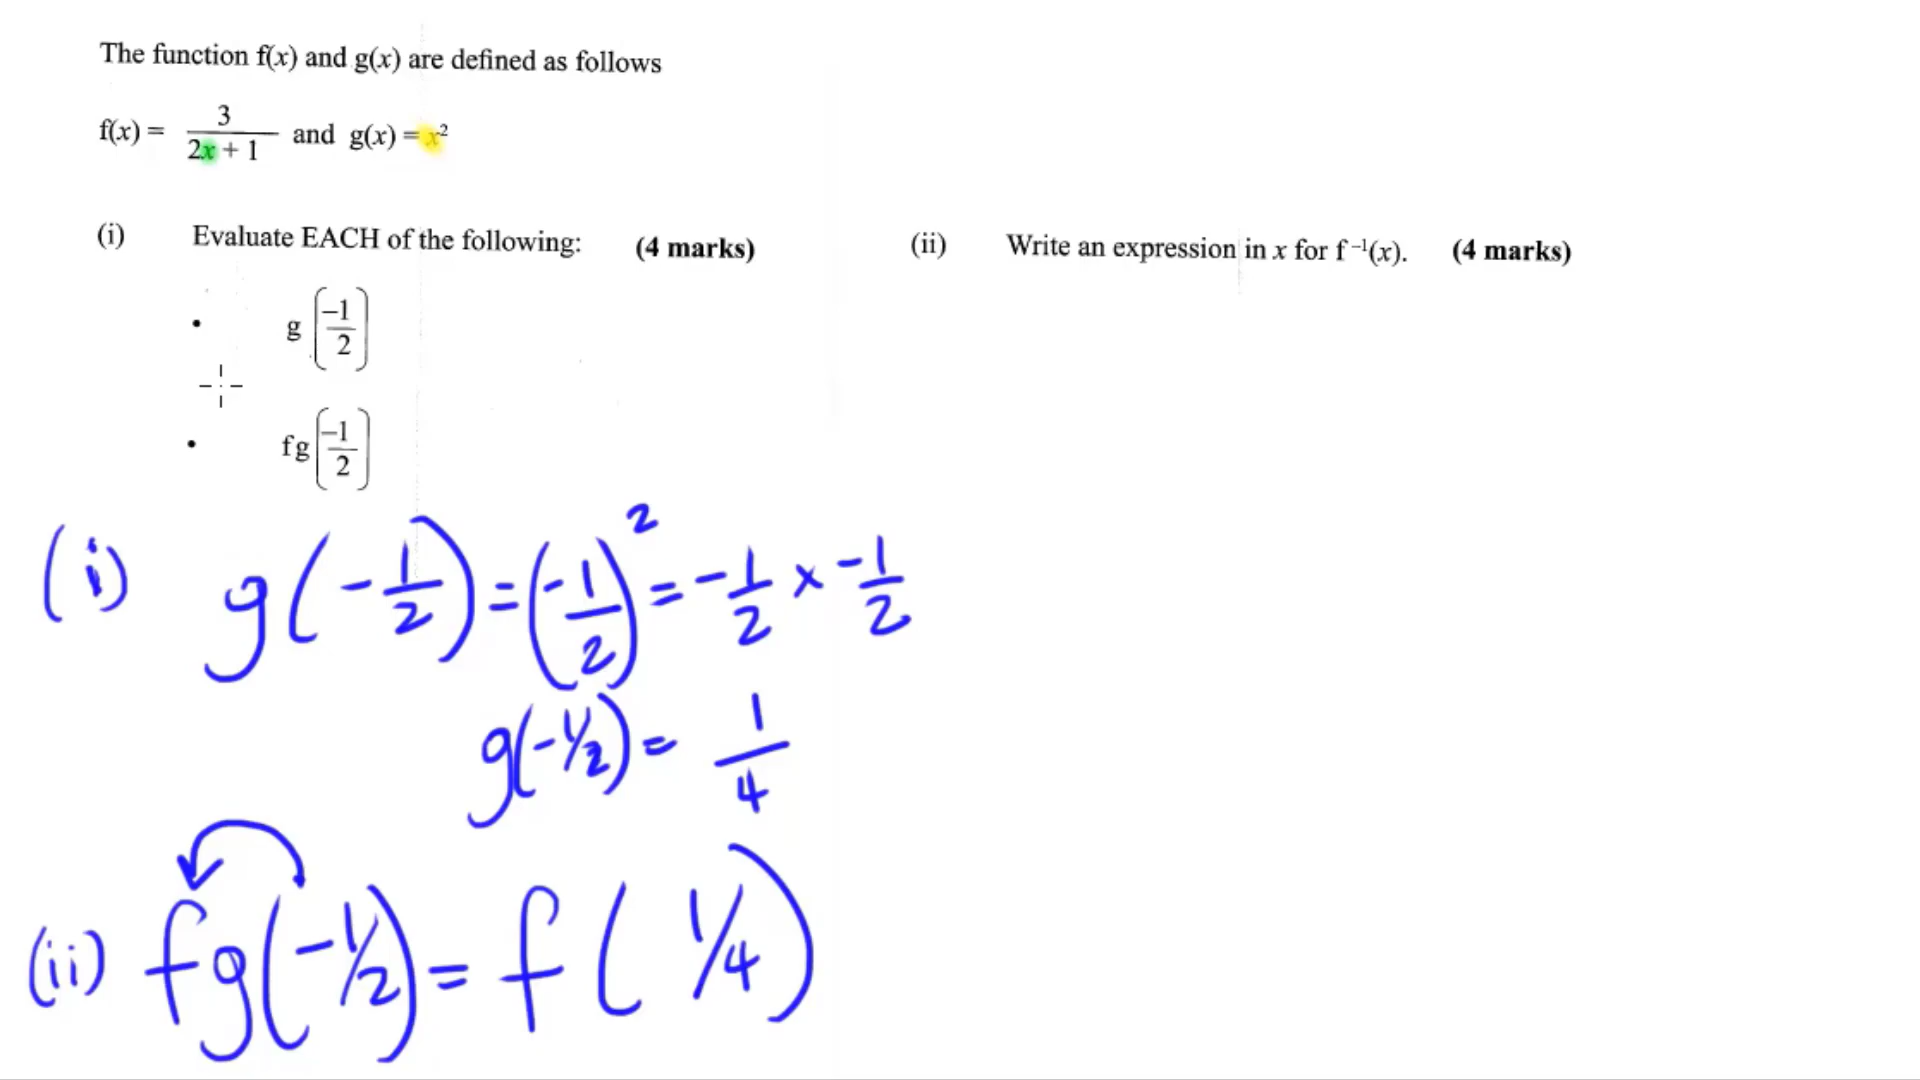 The function f(x) and g(x) are defined as follows
f(x) = 3/(2x + 1) and g(x) = x²
(i) Evaluate EACH of the following: (4 marks)
• g(-1/2)
• fg(-1/2)
(ii) Write an expression in x for f⁻¹(x). (4 marks)
(i) g(-1/2) = (-1/2)² = -1/2 x -1/2
g(-1/2) = 1/4
(ii) fg(-1/2) = f(1/4)